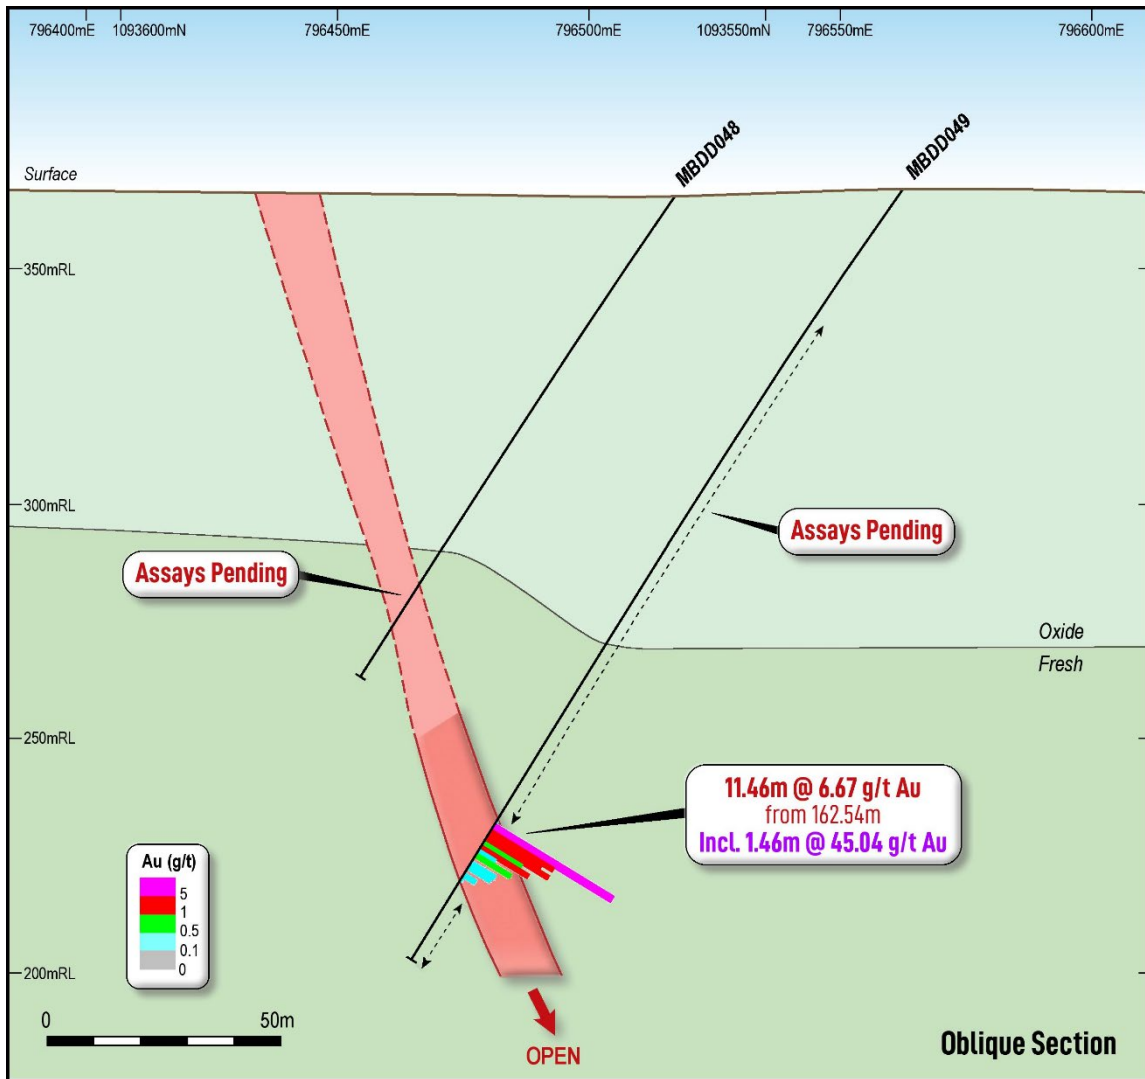 796400mE
1093600mN
796450mE
796500mE
1093550mN
796550mE
796600mE
MBDD048
MBDD049
Surface
350mRL
300mRL
Assays Pending
Assays Pending
Oxide
Fresh
250mRL
11.46m @ 6.67 g/t Au
from 162.54m
Incl. 1.46m @ 45.04 g/t Au
Au (g/t)
5
1
0.5
0.1
0
200mRL
0 50m
OPEN
Oblique Section